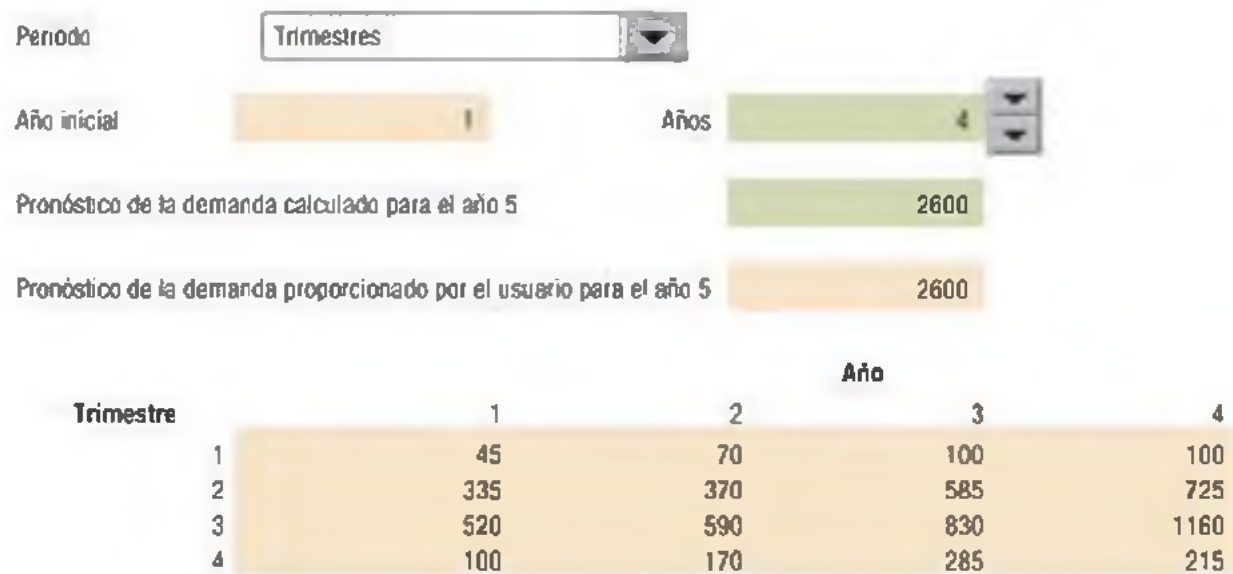 Periodo Trimestres
Año inicial 1 Años 4
Pronóstico de la demanda calculado para el año 5 2600
Pronóstico de la demanda proporcionado por el usuario para el año 5 2600
Año
Trimestre 1 2 3 4
1 45 70 100 100
2 335 370 585 725
3 520 590 830 1160
4 100 170 285 215